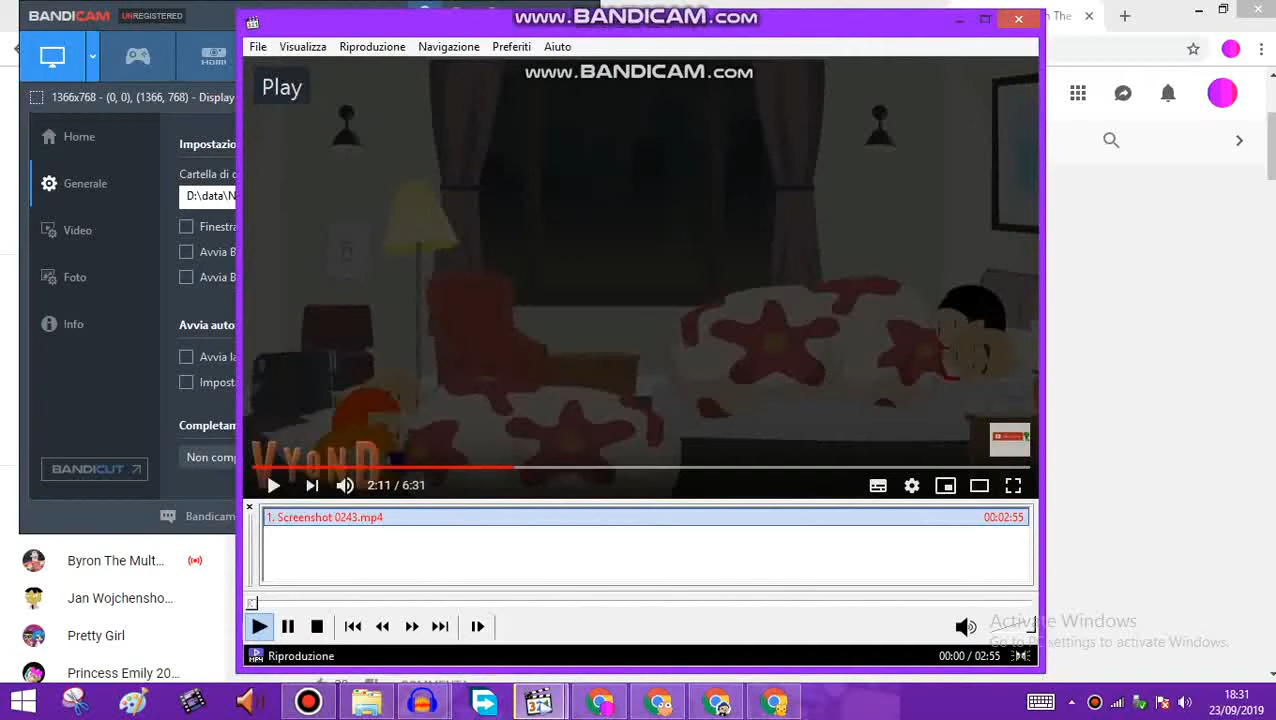 BANDICAM UNREGISTERED
www.BANDICAM.com
n The
File Visualizza Riproduzione Navigazione Preferiti Aiuto
HDMI
Play
www.BANDICAM.com
1366x768 - (0, 0), (1366, 768) - Display
Home
Impostazio
Cartella di d
Generale
D:\data\N
Finestra
Video
Avvia B
Foto
Avvia B
Info
Avvia auto
Avvia la
Impost
Completam
VYOND
Non comp
BANDICUT
2:11 / 6:31
1. Screenshot 0243.mp4 00:02:55
Bandicam
Byron The Mult...
Jan Wojchensho...
Pretty Girl
Activate Windows
Go to PC settings to activate Windows.
Riproduzione 00:00 / 02:55
Princess Emily 20...
18:31
23/09/2019